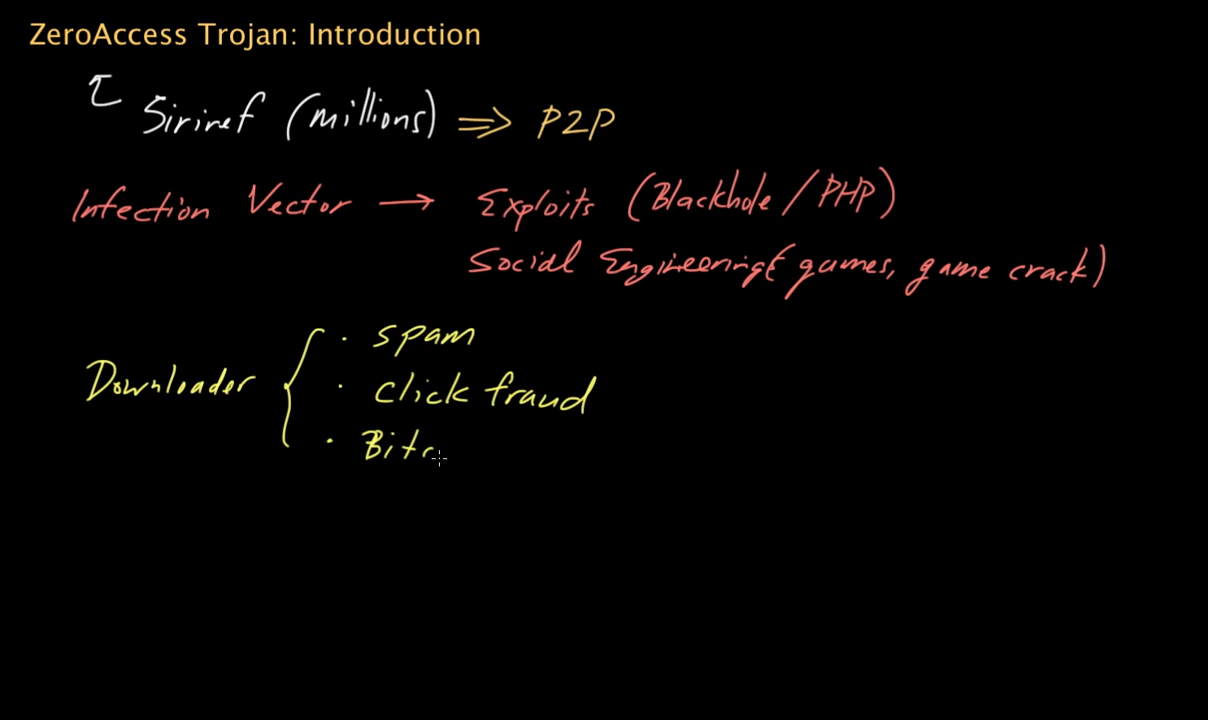 ZeroAccess Trojan: Introduction
Sirinef (millions) ⇒ P2P
Infection Vector → Exploits (Blackhole / PHP)
Social Engineering( games, game crack)
Downloader { · spam
· click fraud
· Bitc